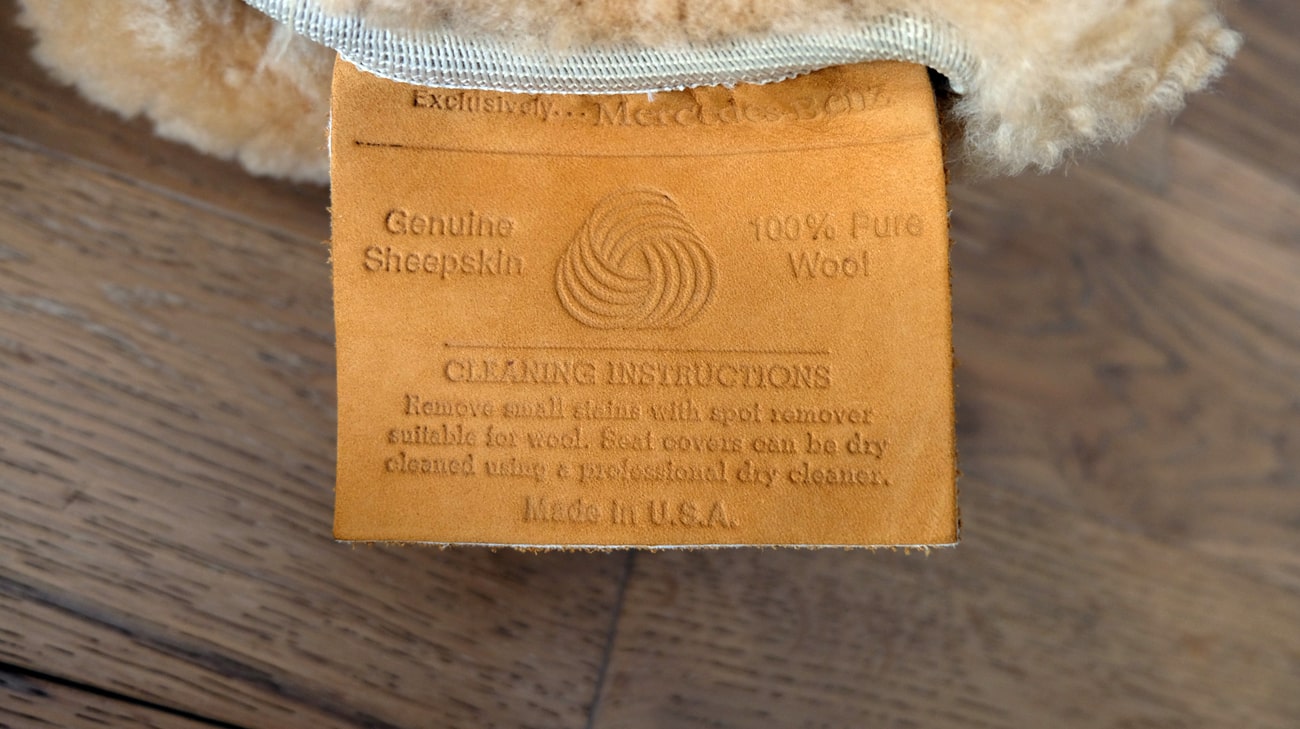 Exclusively... Mercedes-Benz
Genuine
Sheepskin
100% Pure
Wool
CLEANING INSTRUCTIONS
Remove small stains with spot remover
suitable for wool. Seat covers can be dry
cleaned using a professional dry cleaner.
Made in U.S.A.